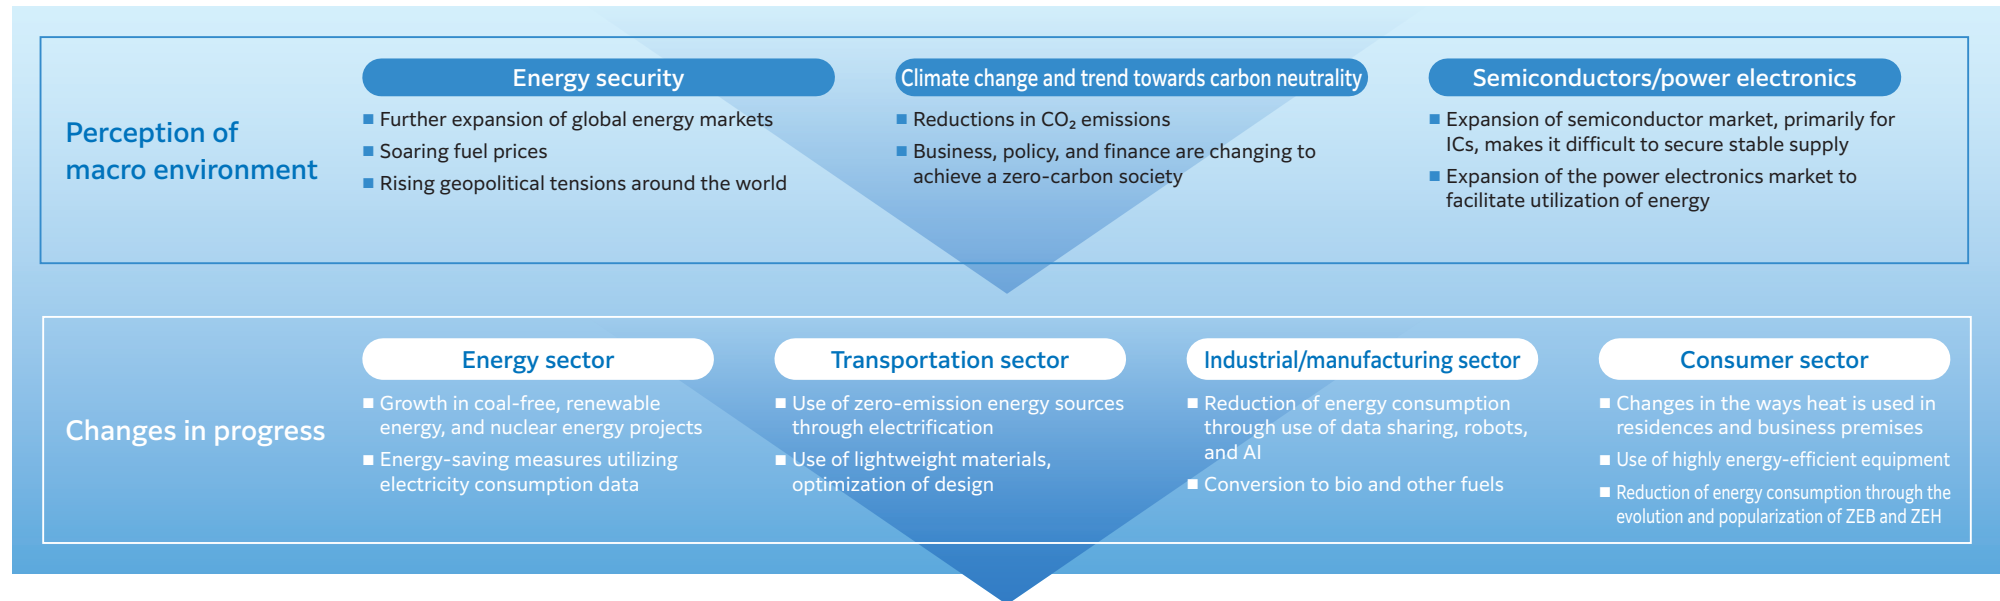 Perception of
macro environment
Energy security
■ Further expansion of global energy markets
■ Soaring fuel prices
■ Rising geopolitical tensions around the world
Climate change and trend towards carbon neutrality
■ Reductions in CO₂ emissions
■ Business, policy, and finance are changing to
achieve a zero-carbon society
Semiconductors/power electronics
■ Expansion of semiconductor market, primarily for
ICs, makes it difficult to secure stable supply
■ Expansion of the power electronics market to
facilitate utilization of energy
Changes in progress
Energy sector
■ Growth in coal-free, renewable
energy, and nuclear energy projects
■ Energy-saving measures utilizing
electricity consumption data
Transportation sector
■ Use of zero-emission energy sources
through electrification
■ Use of lightweight materials,
optimization of design
Industrial/manufacturing sector
■ Reduction of energy consumption
through use of data sharing, robots,
and AI
■ Conversion to bio and other fuels
Consumer sector
■ Changes in the ways heat is used in
residences and business premises
■ Use of highly energy-efficient equipment
■ Reduction of energy consumption through the
evolution and popularization of ZEB and ZEH